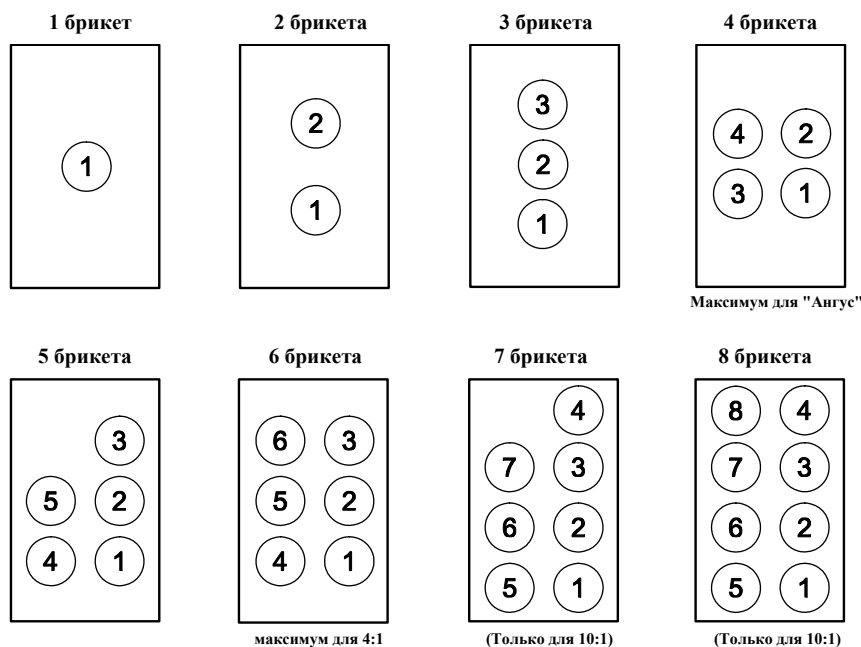 1 брикет 2 брикета 3 брикета 4 брикета
3
2 4 2
1 2
1 1 3 1
Максимум для "Ангус"
5 брикета 6 брикета 7 брикета 8 брикета
4 8 4
3 6 3
7 3 7 3
5 2 5 2
6 2 6 2
4 1 4 1
5 1 5 1
максимум для 4:1 (Только для 10:1) (Только для 10:1)